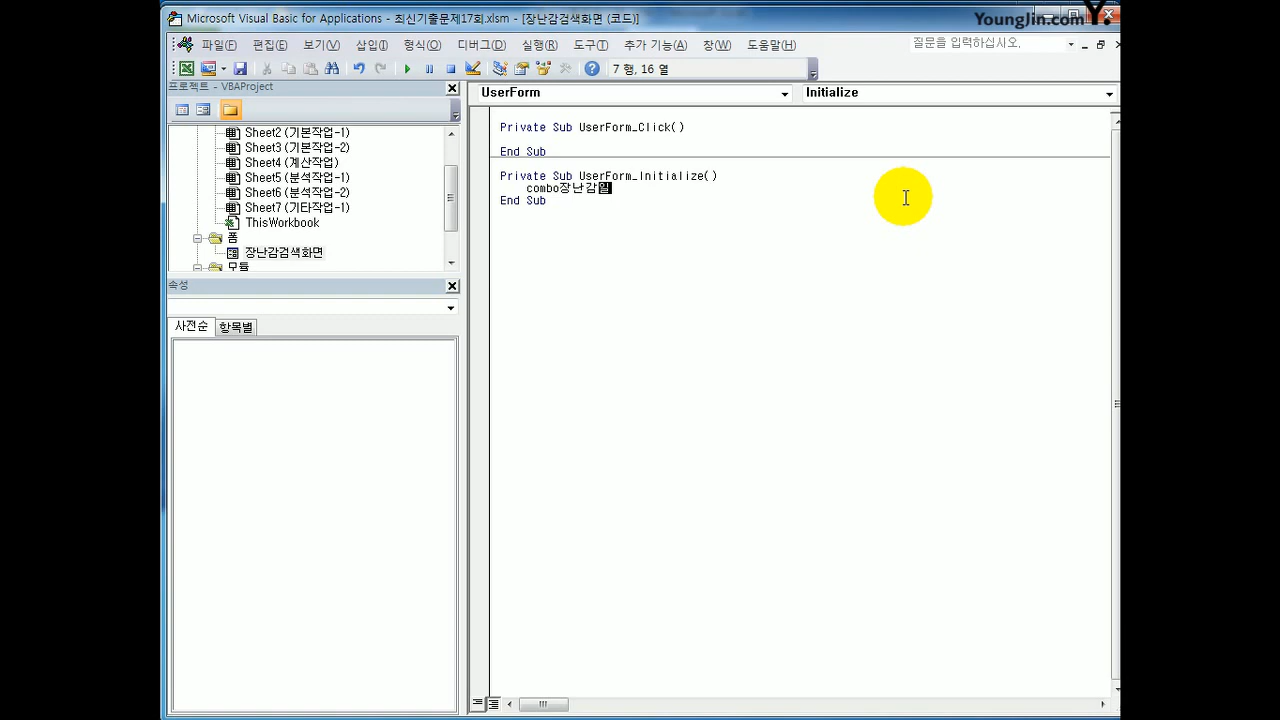 Microsoft Visual Basic for Applications - 최신기출문제17회.xlsm - [장난감검색화면 (코드)]
YoungJin.com Y.
파일(F) 편집(E) 보기(V) 삽입(I) 형식(O) 디버그(D) 실행(R) 도구(T) 추가 기능(A) 창(W) 도움말(H) 질문을 입력하십시오.
7 행, 16 열
프로젝트 - VBAProject
UserForm Initialize
Sheet2 (기본작업-1)
Sheet3 (기본작업-2)
Sheet4 (계산작업)
Sheet5 (분석작업-1)
Sheet6 (분석작업-2)
Sheet7 (기타작업-1)
ThisWorkbook
폼
장난감검색화면
모듈
속성
사전순 항목별
Private Sub UserForm_Click()
End Sub
Private Sub UserForm_Initialize()
combo장난감
End Sub